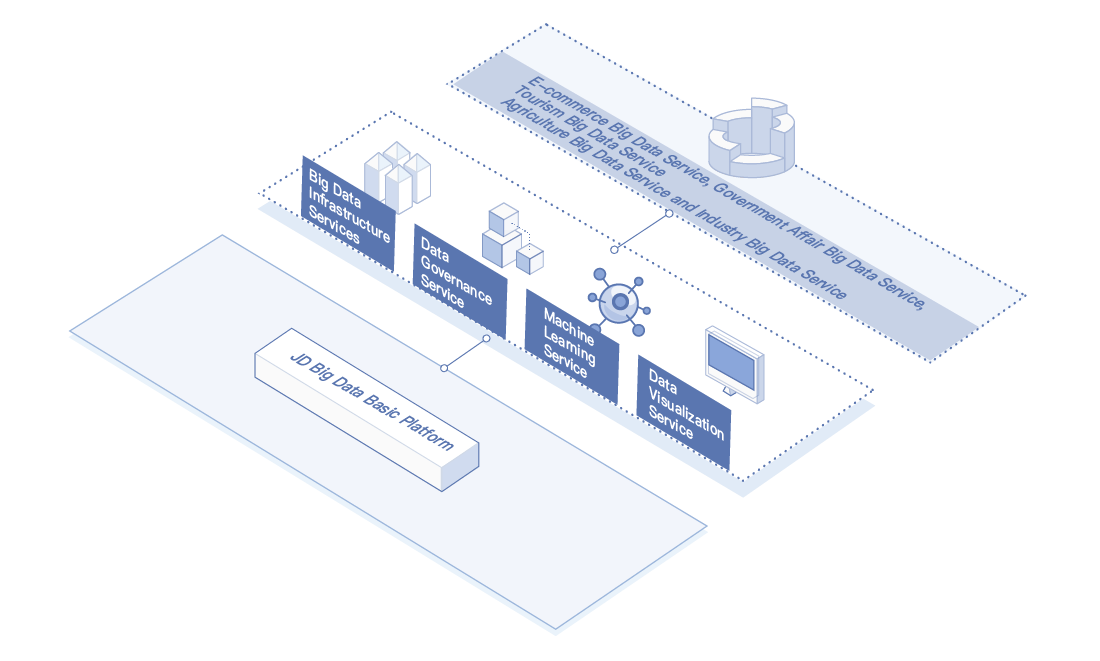 E-commerce Big Data Service, Government Affair Big Data Service,
Tourism Big Data Service
Agriculture Big Data Service and Industry Big Data Service
Big Data
Infrastructure
Services
Data
Governance
Service
Machine
Learning
Service
Data
Visualization
Service
JD Big Data Basic Platform